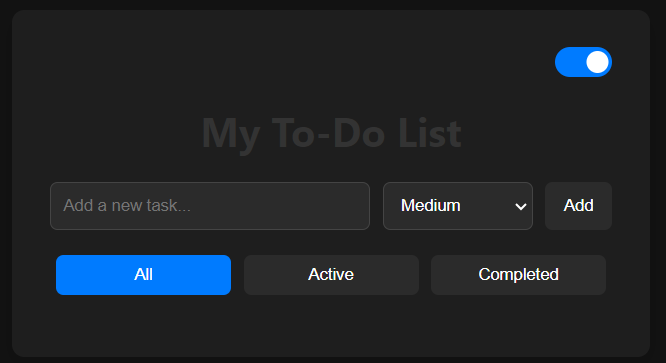 My To-Do List
Add a new task...
Medium
Add
All
Active
Completed